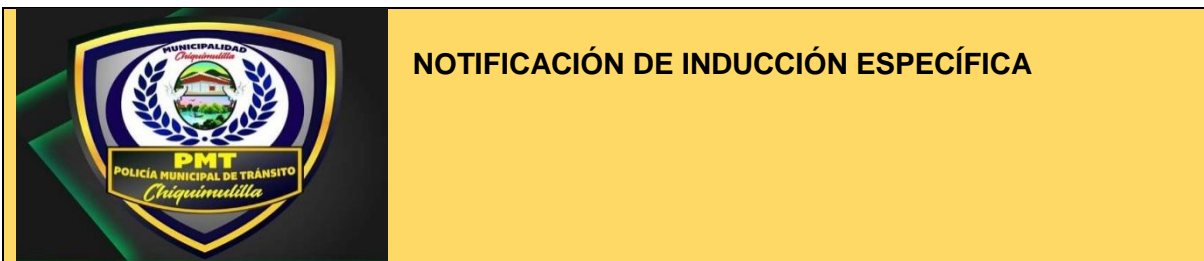 MUNICIPALIDAD
Chiquimulilla
PMT
POLICÍA MUNICIPAL DE TRÁNSITO
Chiquimulilla
NOTIFICACIÓN DE INDUCCIÓN ESPECÍFICA